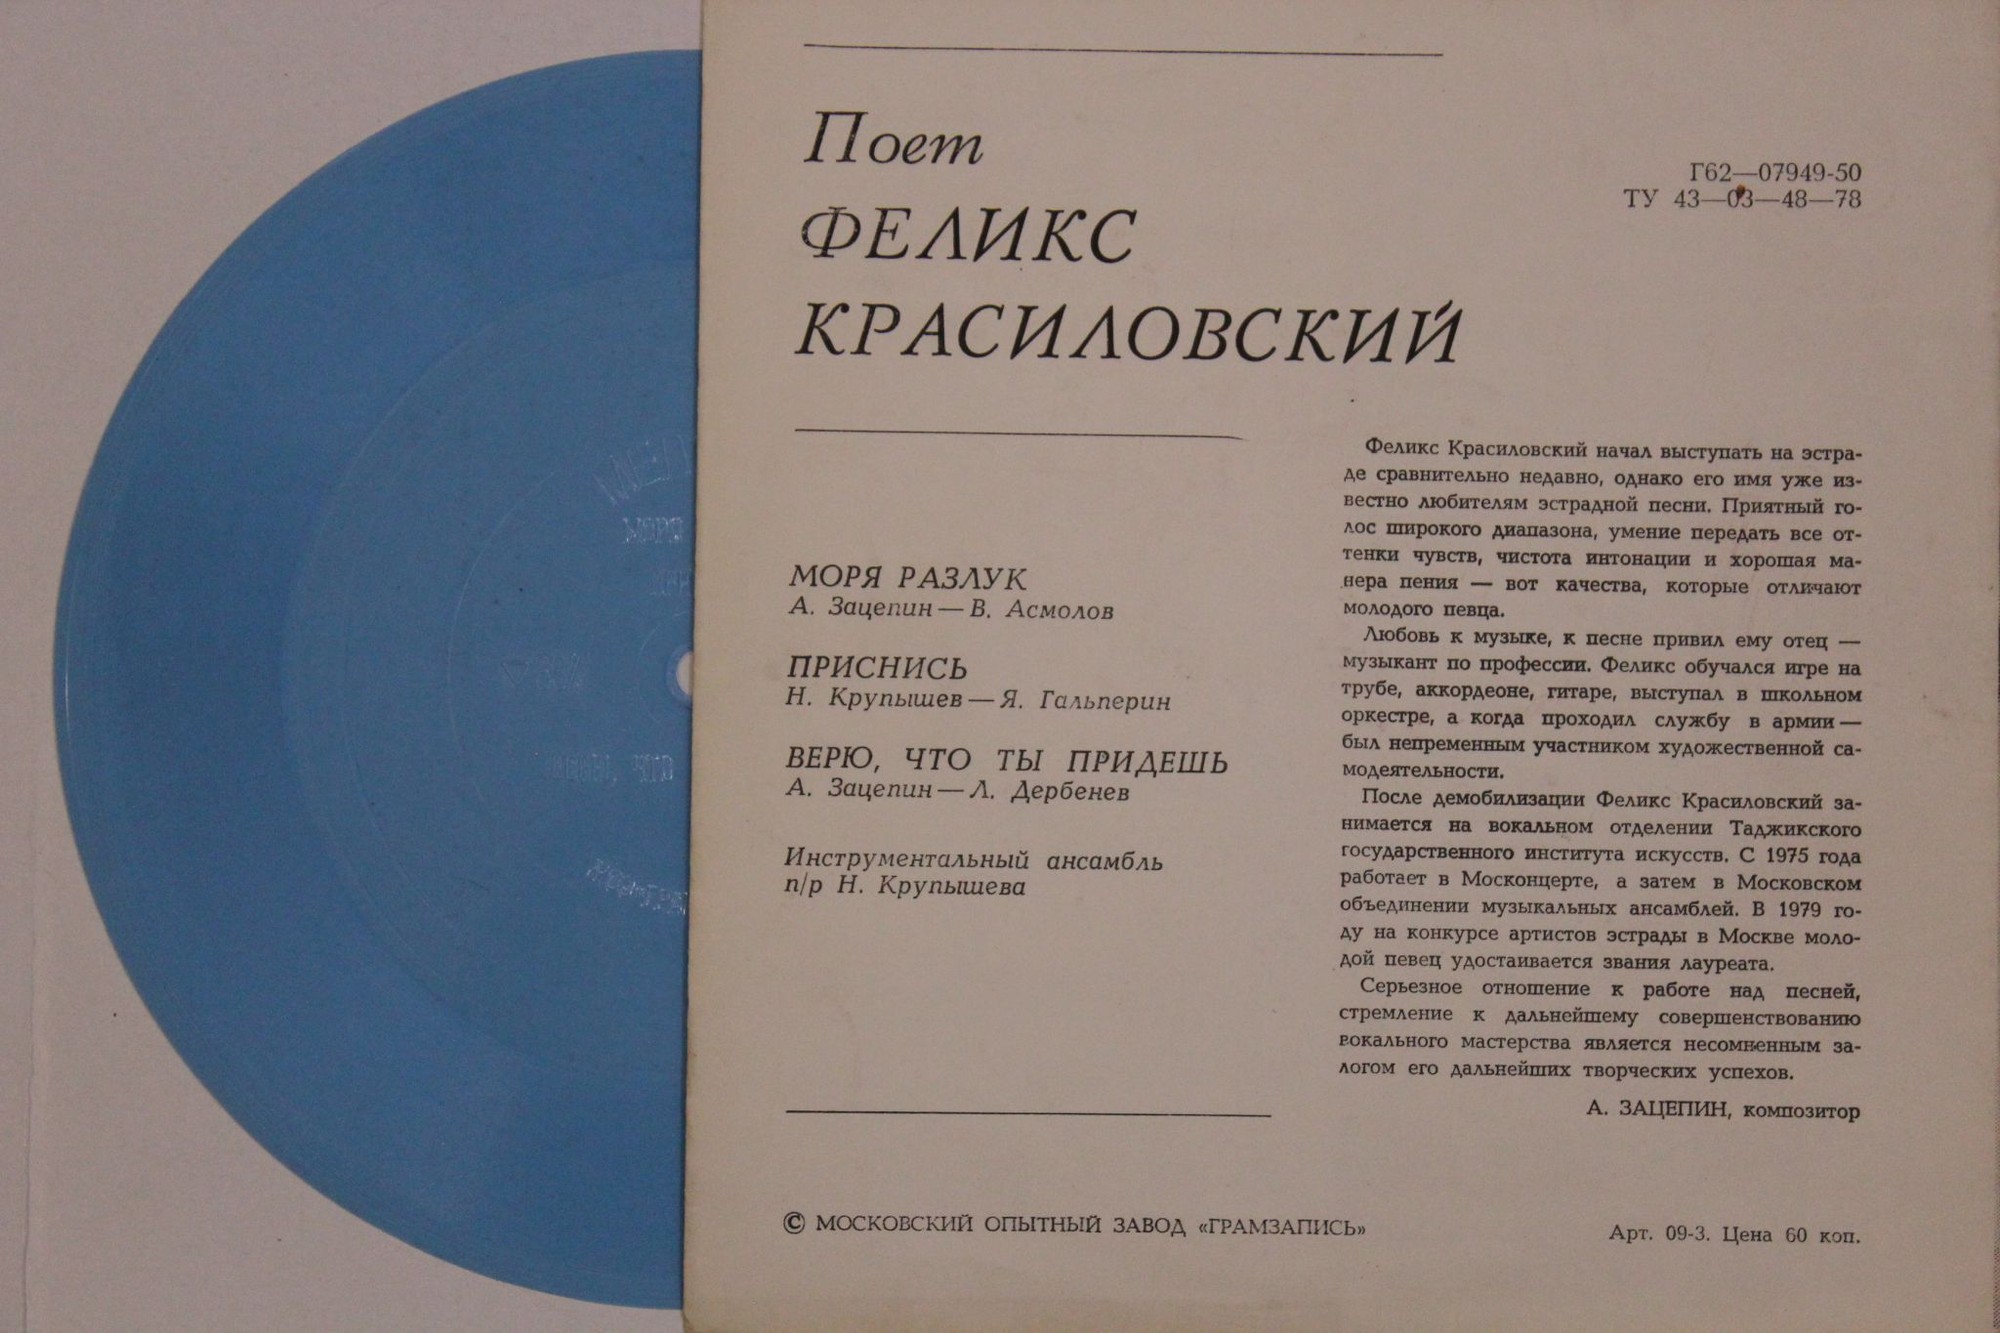 Поет
ФЕЛИКС
КРАСИЛОВСКИЙ
Г62—07949-50
ТУ 43—03—48—78
МОРЯ РАЗЛУК
А. Зацепин — В. Асмолов
ПРИСНИСЬ
Н. Крупышев — Я. Гальперин
ВЕРЮ, ЧТО ТЫ ПРИДЕШЬ
А. Зацепин — Л. Дербенев
Инструментальный ансамбль
п/р Н. Крупышева
Феликс Красиловский начал выступать на эстра-
де сравнительно недавно, однако его имя уже из-
вестно любителям эстрадной песни. Приятный го-
лос широкого диапазона, умение передать все от-
тенки чувств, чистота интонации и хорошая ма-
нера пения — вот качества, которые отличают
молодого певца.
Любовь к музыке, к песне привил ему отец —
музыкант по профессии. Феликс обучался игре на
трубе, аккордеоне, гитаре, выступал в школьном
оркестре, а когда проходил службу в армии —
был непременным участником художественной са-
модеятельности.
После демобилизации Феликс Красиловский за-
нимается на вокальном отделении Таджикского
государственного института искусств. С 1975 года
работает в Москонцерте, а затем в Московском
объединении музыкальных ансамблей. В 1979 го-
ду на конкурсе артистов эстрады в Москве моло-
дой певец удостаивается звания лауреата.
Серьезное отношение к работе над песней,
стремление к дальнейшему совершенствованию
вокального мастерства является несомненным за-
логом его дальнейших творческих успехов.
А. ЗАЦЕПИН, композитор
© МОСКОВСКИЙ ОПЫТНЫЙ ЗАВОД «ГРАМЗАПИСЬ»
Арт. 09-3. Цена 60 коп.